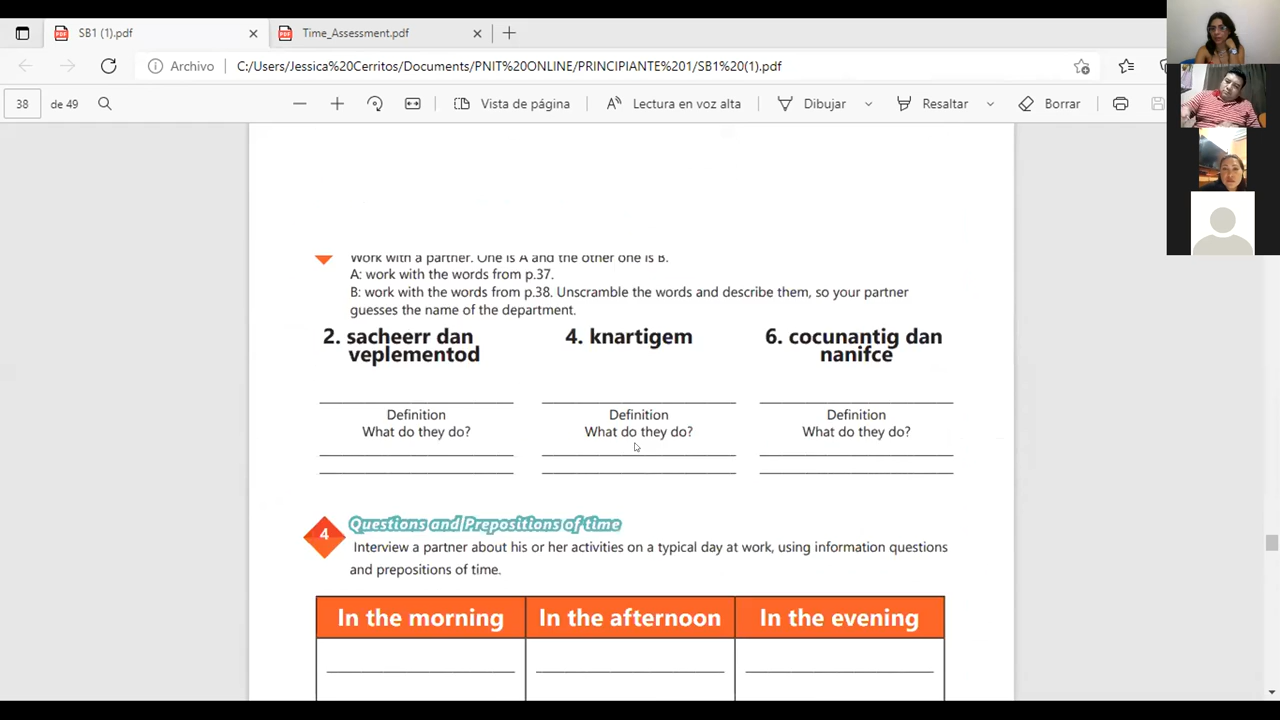 SB1 (1).pdf
Time_Assessment.pdf
Archivo
C:/Users/Jessica%20Cerritos/Documents/PNIT%20ONLINE/PRINCIPIANTE%201/SB1%20(1).pdf
38 de 49
Vista de página
Lectura en voz alta
Dibujar
Resaltar
Borrar
Work with a partner. One is A and the other one is B.
A: work with the words from p.37.
B: work with the words from p.38. Unscramble the words and describe them, so your partner
guesses the name of the department.
2. sacheerr dan
veplementod
Definition
What do they do?
4. knartigem
Definition
What do they do?
6. cocunantig dan
nanifce
Definition
What do they do?
4
Questions and Prepositions of time
Interview a partner about his or her activities on a typical day at work, using information questions
and prepositions of time.
In the morning
In the afternoon
In the evening